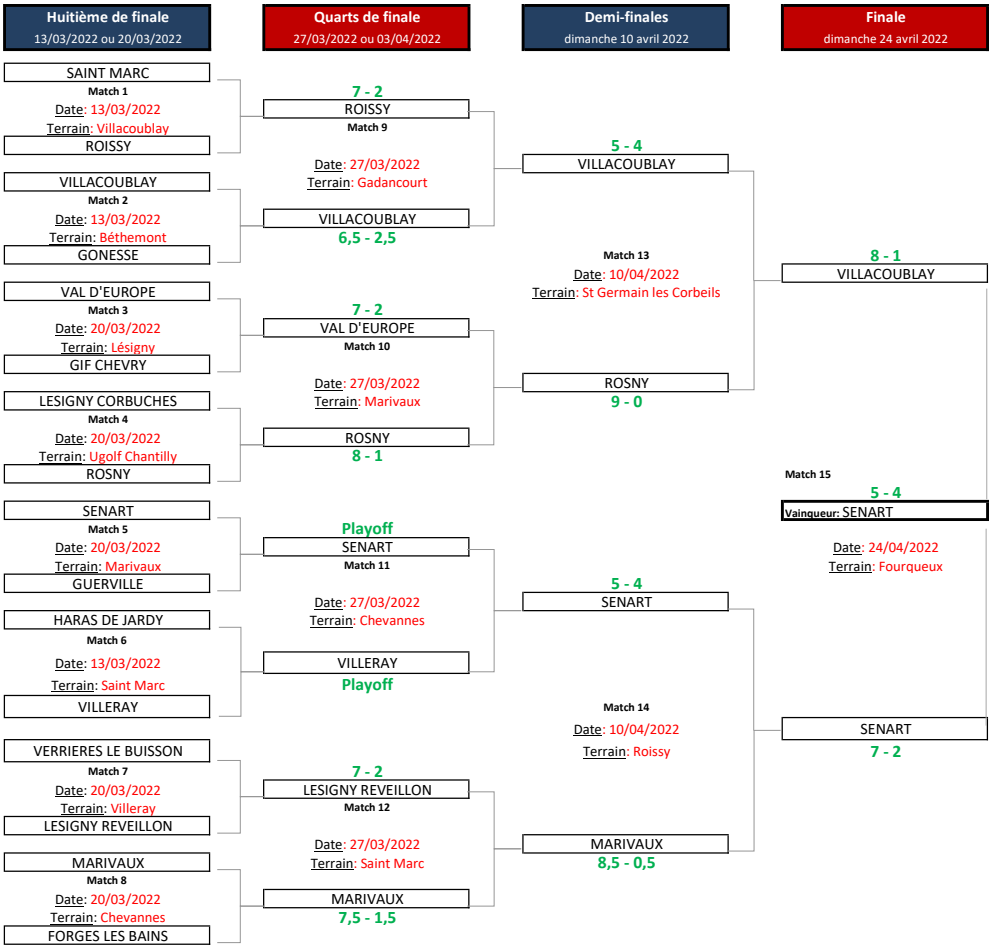 Huitième de finale
13/03/2022 ou 20/03/2022
SAINT MARC
Match 1
Date: 13/03/2022
Terrain: Villacoublay
ROISSY
VILLACOUBLAY
Match 2
Date: 13/03/2022
Terrain: Béthemont
GONESSE
VAL D'EUROPE
Match 3
Date: 20/03/2022
Terrain: Lésigny
GIF CHEVRY
LESIGNY CORBUCHES
Match 4
Date: 20/03/2022
Terrain: Ugolf Chantilly
ROSNY
SENART
Match 5
Date: 20/03/2022
Terrain: Marivaux
GUERVILLE
HARAS DE JARDY
Match 6
Date: 13/03/2022
Terrain: Saint Marc
VILLERAY
VERRIERES LE BUISSON
Match 7
Date: 20/03/2022
Terrain: Villeray
LESIGNY REVEILLON
MARIVAUX
Match 8
Date: 20/03/2022
Terrain: Chevannes
FORGES LES BAINS
Quarts de finale
27/03/2022 ou 03/04/2022
7 - 2
ROISSY
Match 9
Date: 27/03/2022
Terrain: Gadancourt
VILLACOUBLAY
6,5 - 2,5
7 - 2
VAL D'EUROPE
Match 10
Date: 27/03/2022
Terrain: Marivaux
ROSNY
8 - 1
Playoff
SENART
Match 11
Date: 27/03/2022
Terrain: Chevannes
VILLERAY
Playoff
7 - 2
LESIGNY REVEILLON
Match 12
Date: 27/03/2022
Terrain: Saint Marc
MARIVAUX
7,5 - 1,5
Demi-finales
dimanche 10 avril 2022
5 - 4
VILLACOUBLAY
Match 13
Date: 10/04/2022
Terrain: St Germain les Corbeils
ROSNY
9 - 0
5 - 4
SENART
Match 14
Date: 10/04/2022
Terrain: Roissy
MARIVAUX
8,5 - 0,5
Finale
dimanche 24 avril 2022
8 - 1
VILLACOUBLAY
Match 15
5 - 4
Vainqueur: SENART
Date: 24/04/2022
Terrain: Fourqueux
SENART
7 - 2